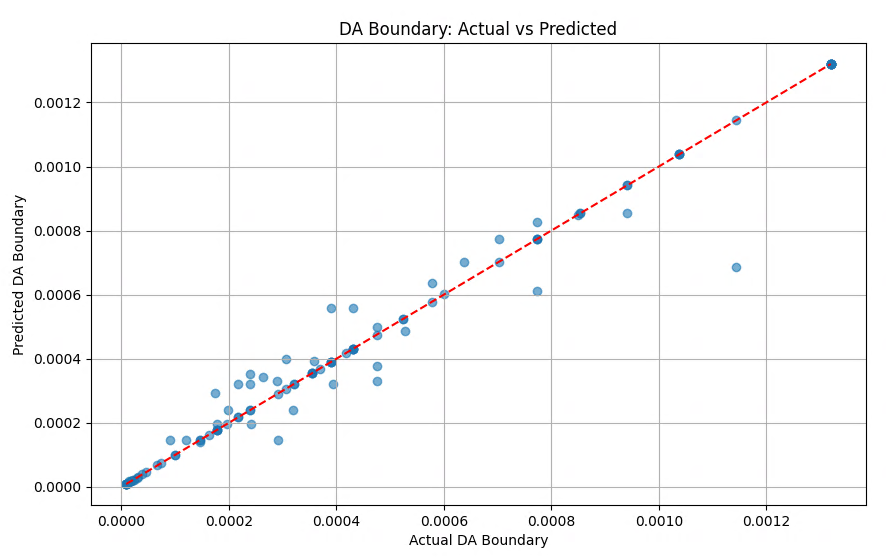 DA Boundary: Actual vs Predicted
Predicted DA Boundary
0.0012
0.0010
0.0008
0.0006
0.0004
0.0002
0.0000
0.0000 0.0002 0.0004 0.0006 0.0008 0.0010 0.0012
Actual DA Boundary